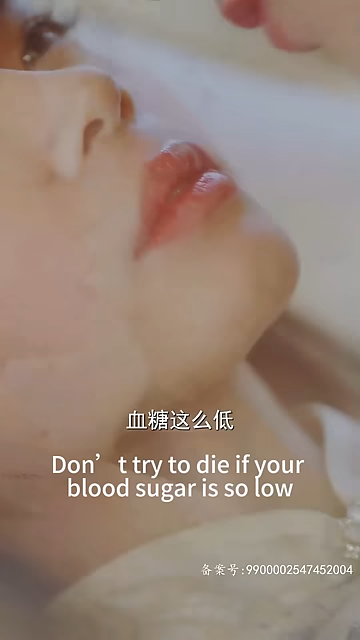 血糖这么低
Don’t try to die if your
blood sugar is so low
备案号:9900002547452004